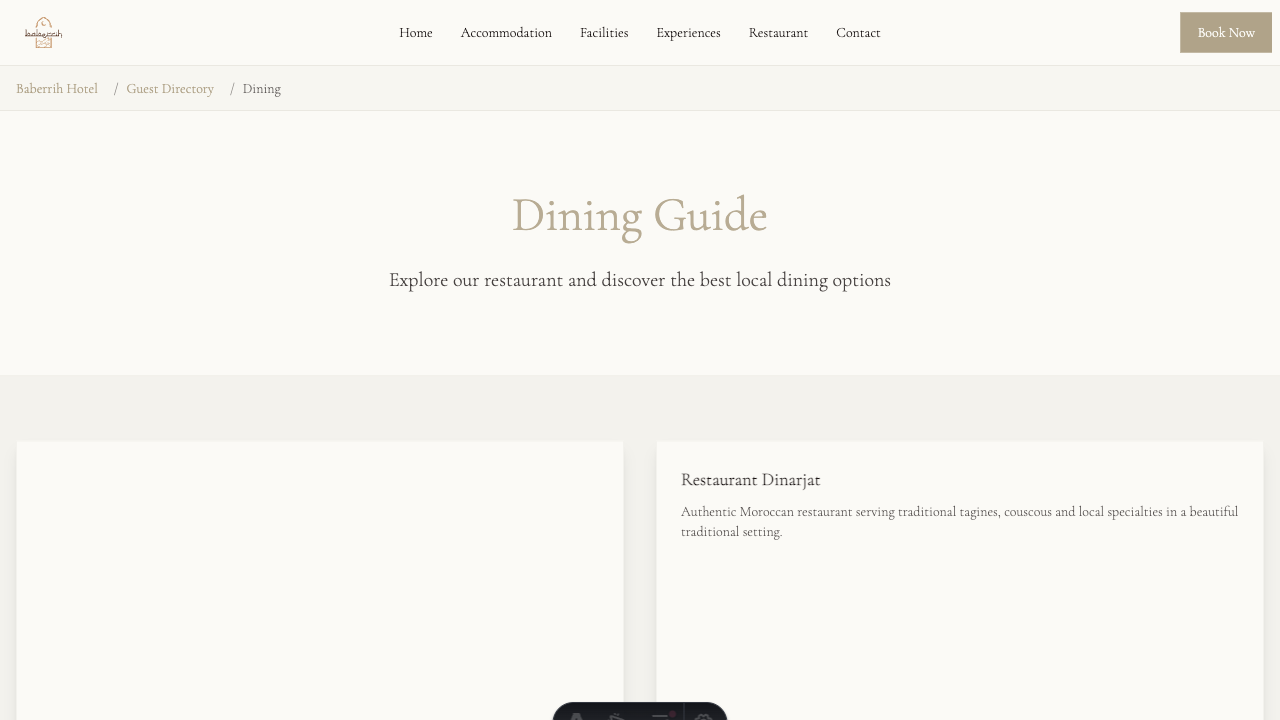 Home Accommodation Facilities Experiences Restaurant Contact
Book Now
Baberrih Hotel / Guest Directory / Dining
Dining Guide
Explore our restaurant and discover the best local dining options
Restaurant Dinarjat
Authentic Moroccan restaurant serving traditional tagines, couscous and local specialties in a beautiful
traditional setting.